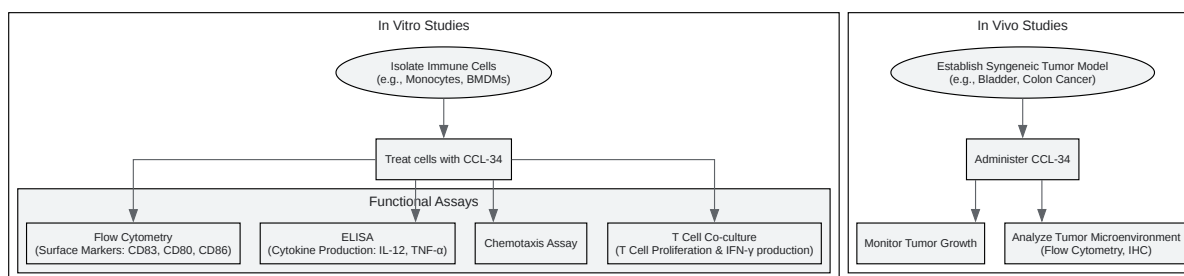 In Vitro Studies
Isolate Immune Cells
(e.g., Monocytes, BMDMs)
Treat cells with CCL-34
Functional Assays
Flow Cytometry
(Surface Markers: CD83, CD80, CD86)
ELISA
(Cytokine Production: IL-12, TNF-α)
Chemotaxis Assay
T Cell Co-culture
(T Cell Proliferation & IFN-γ production)
In Vivo Studies
Establish Syngeneic Tumor Model
(e.g., Bladder, Colon Cancer)
Administer CCL-34
Monitor Tumor Growth
Analyze Tumor Microenvironment
(Flow Cytometry, IHC)